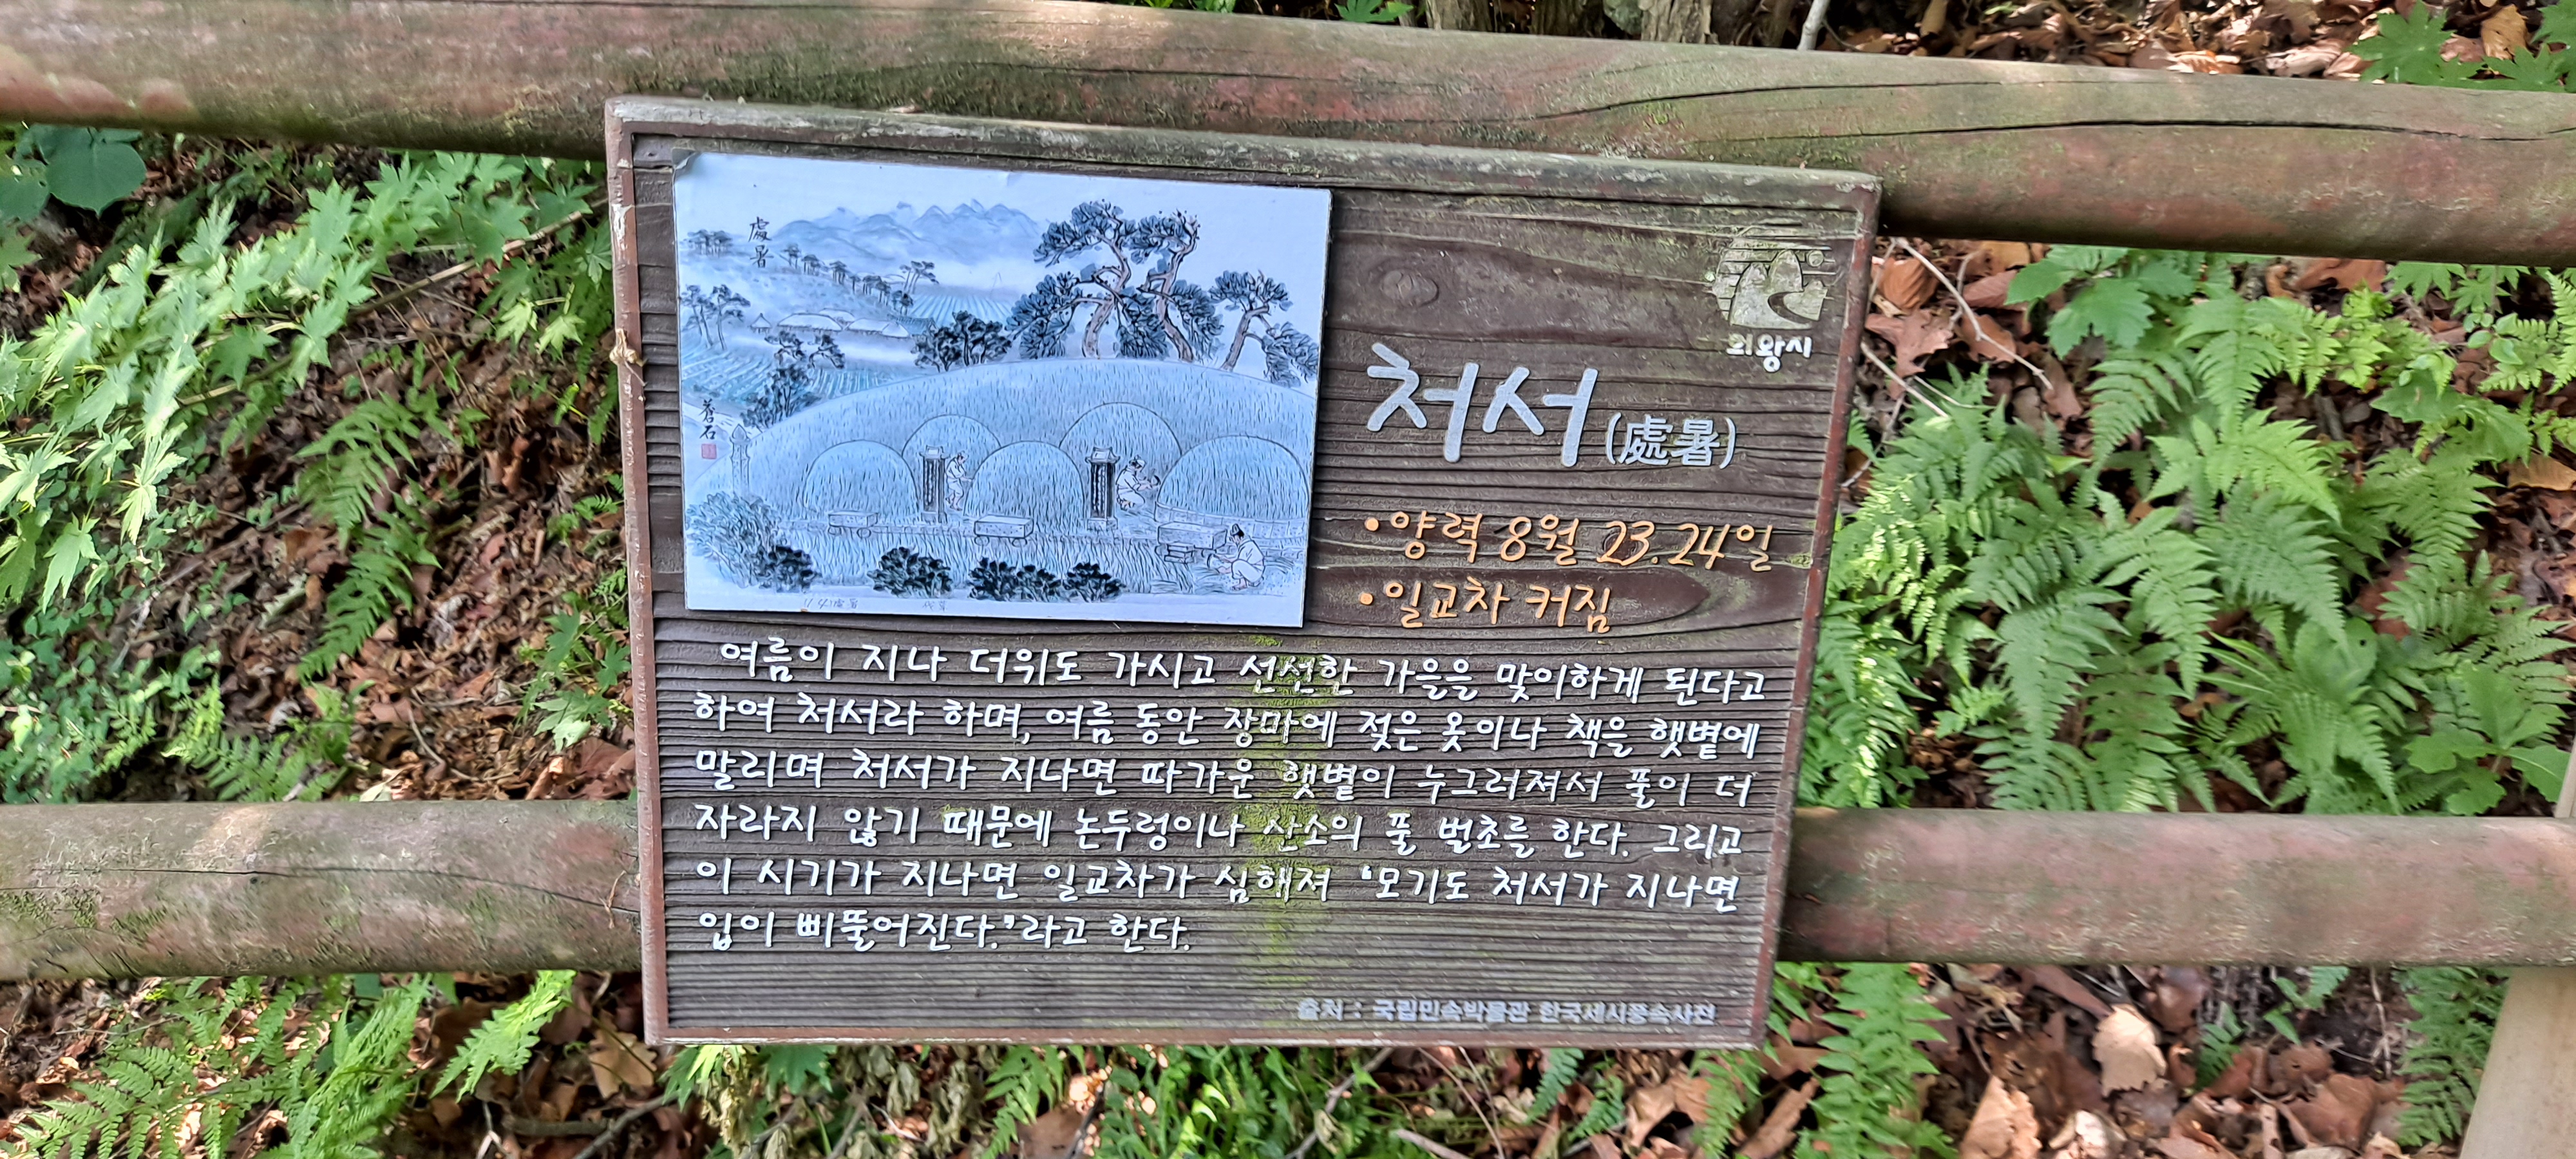 處暑
蒼石
의왕시
처서(處暑)
•양력 8월 23.24일
•일교차 커짐
여름이 지나 더위도 가시고 선선한 가을을 맞이하게 된다고
하여 처서라 하며, 여름 동안 장마에 젖은 옷이나 책을 햇볕에
말리며 처서가 지나면 따가운 햇볕이 누그러져서 풀이 더
자라지 않기 때문에 논두렁이나 산소의 풀 벌초를 한다. 그리고
이 시기가 지나면 일교차가 심해져 '모기도 처서가 지나면
입이 삐뚤어진다.'라고 한다.
출처 : 국립민속박물관 한국세시풍속사전